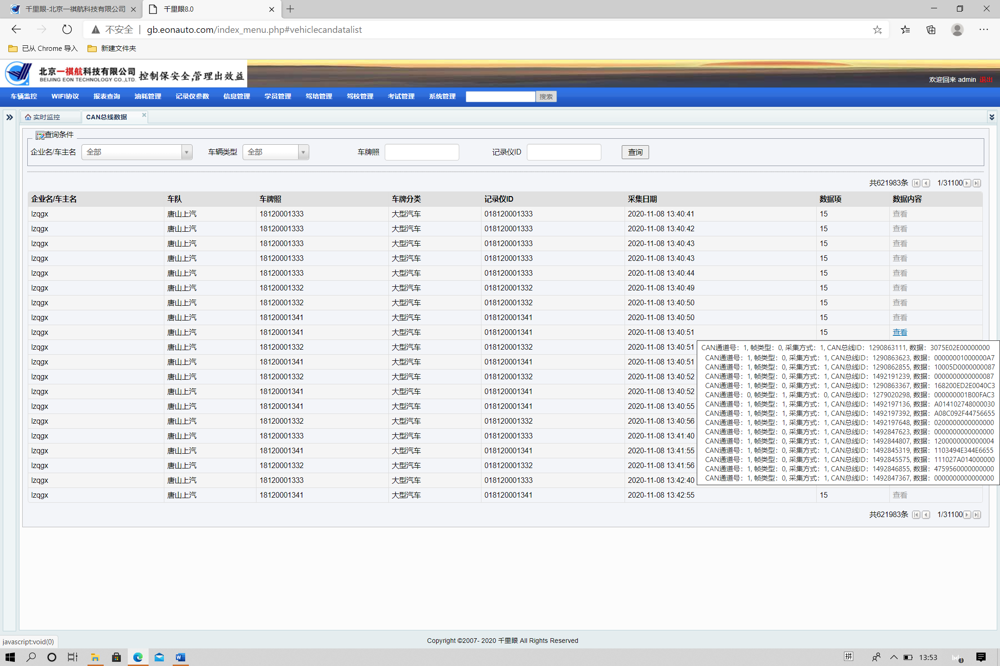 千里眼-北京一祺航科技有限公司
千里眼8.0
不安全 | gb.eonauto.com/index_menu.php#vehiclecandatalist
已从 Chrome 导入 新建文件夹
北京一祺航科技有限公司
BEIJING EON TECHNOLOGY CO.,LTD.
控制保安全,管理出效益
欢迎回来 admin 退出
车辆监控 WIFI协议 报表查询 油耗管理 记录仪参数 信息管理 学员管理 驾培管理 驾校管理 考试管理 系统管理 搜索
实时监控 CAN总线数据
查询条件
企业名/车主名 全部 车辆类型 全部 车牌照 记录仪ID 查询
共621983条 1/31100
企业名/车主名 车队 车牌照 车牌分类 记录仪ID 采集日期 数据项 数据内容
lzqgx 唐山上汽 18120001333 大型汽车 018120001333 2020-11-08 13:40:41 15 查看
lzqgx 唐山上汽 18120001333 大型汽车 018120001333 2020-11-08 13:40:42 15 查看
lzqgx 唐山上汽 18120001333 大型汽车 018120001333 2020-11-08 13:40:43 15 查看
lzqgx 唐山上汽 18120001333 大型汽车 018120001333 2020-11-08 13:40:43 15 查看
lzqgx 唐山上汽 18120001333 大型汽车 018120001333 2020-11-08 13:40:44 15 查看
lzqgx 唐山上汽 18120001332 大型汽车 018120001332 2020-11-08 13:40:49 15 查看
lzqgx 唐山上汽 18120001332 大型汽车 018120001332 2020-11-08 13:40:50 15 查看
lzqgx 唐山上汽 18120001341 大型汽车 018120001341 2020-11-08 13:40:50 15 查看
lzqgx 唐山上汽 18120001341 大型汽车 018120001341 2020-11-08 13:40:51 15 查看
lzqgx 唐山上汽 18120001332 大型汽车 018120001332 2020-11-08 13:40:51
lzqgx 唐山上汽 18120001341 大型汽车 018120001341 2020-11-08 13:40:51
lzqgx 唐山上汽 18120001332 大型汽车 018120001332 2020-11-08 13:40:52
lzqgx 唐山上汽 18120001341 大型汽车 018120001341 2020-11-08 13:40:52
lzqgx 唐山上汽 18120001341 大型汽车 018120001341 2020-11-08 13:40:55
lzqgx 唐山上汽 18120001332 大型汽车 018120001332 2020-11-08 13:40:56
lzqgx 唐山上汽 18120001333 大型汽车 018120001333 2020-11-08 13:41:40
lzqgx 唐山上汽 18120001341 大型汽车 018120001341 2020-11-08 13:41:55
lzqgx 唐山上汽 18120001332 大型汽车 018120001332 2020-11-08 13:41:56
lzqgx 唐山上汽 18120001333 大型汽车 018120001333 2020-11-08 13:42:40
lzqgx 唐山上汽 18120001341 大型汽车 018120001341 2020-11-08 13:42:55 15 查看
CAN通道号：1, 帧类型：0, 采集方式：1, CAN总线ID：1290863111, 数据：3075E02E00000000
CAN通道号：1, 帧类型：0, 采集方式：1, CAN总线ID：1290863623, 数据：00000001000000A7
CAN通道号：1, 帧类型：0, 采集方式：1, CAN总线ID：1290862855, 数据：10005D0000000087
CAN通道号：1, 帧类型：0, 采集方式：1, CAN总线ID：1492191239, 数据：0000000000000087
CAN通道号：1, 帧类型：0, 采集方式：1, CAN总线ID：1290863367, 数据：168200ED2E0040C3
CAN通道号：0, 帧类型：1, 采集方式：0, CAN总线ID：1279020298, 数据：000000001B00FAC3
CAN通道号：1, 帧类型：1, 采集方式：1, CAN总线ID：1492197136, 数据：A014102748000030
CAN通道号：1, 帧类型：1, 采集方式：1, CAN总线ID：1492197392, 数据：A08C092F44756655
CAN通道号：1, 帧类型：1, 采集方式：1, CAN总线ID：1492197648, 数据：0200000000000000
CAN通道号：1, 帧类型：0, 采集方式：1, CAN总线ID：1492847623, 数据：0000000000000000
CAN通道号：1, 帧类型：0, 采集方式：1, CAN总线ID：1492844807, 数据：1200000000000004
CAN通道号：1, 帧类型：0, 采集方式：1, CAN总线ID：1492845319, 数据：1103494E344E6655
CAN通道号：1, 帧类型：0, 采集方式：1, CAN总线ID：1492845575, 数据：111027A014000000
CAN通道号：1, 帧类型：0, 采集方式：1, CAN总线ID：1492846855, 数据：4759560000000000
CAN通道号：1, 帧类型：0, 采集方式：1, CAN总线ID：1492847367, 数据：0000000000000000
共621983条 1/31100
javascript:void(0)
Copyright ©2007- 2020 千里眼 All Rights Reserved
拼 13:53